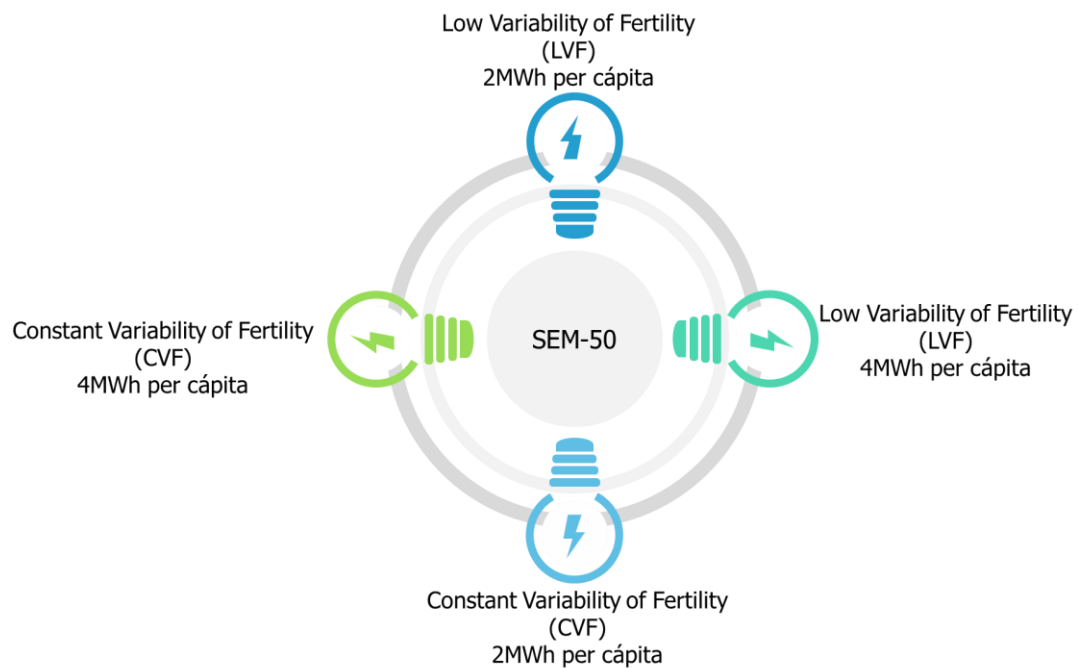 Low Variability of Fertility
(LVF)
2MWh per cápita
Constant Variability of Fertility
(CVF)
4MWh per cápita
SEM-50
Low Variability of Fertility
(LVF)
4MWh per cápita
Constant Variability of Fertility
(CVF)
2MWh per cápita